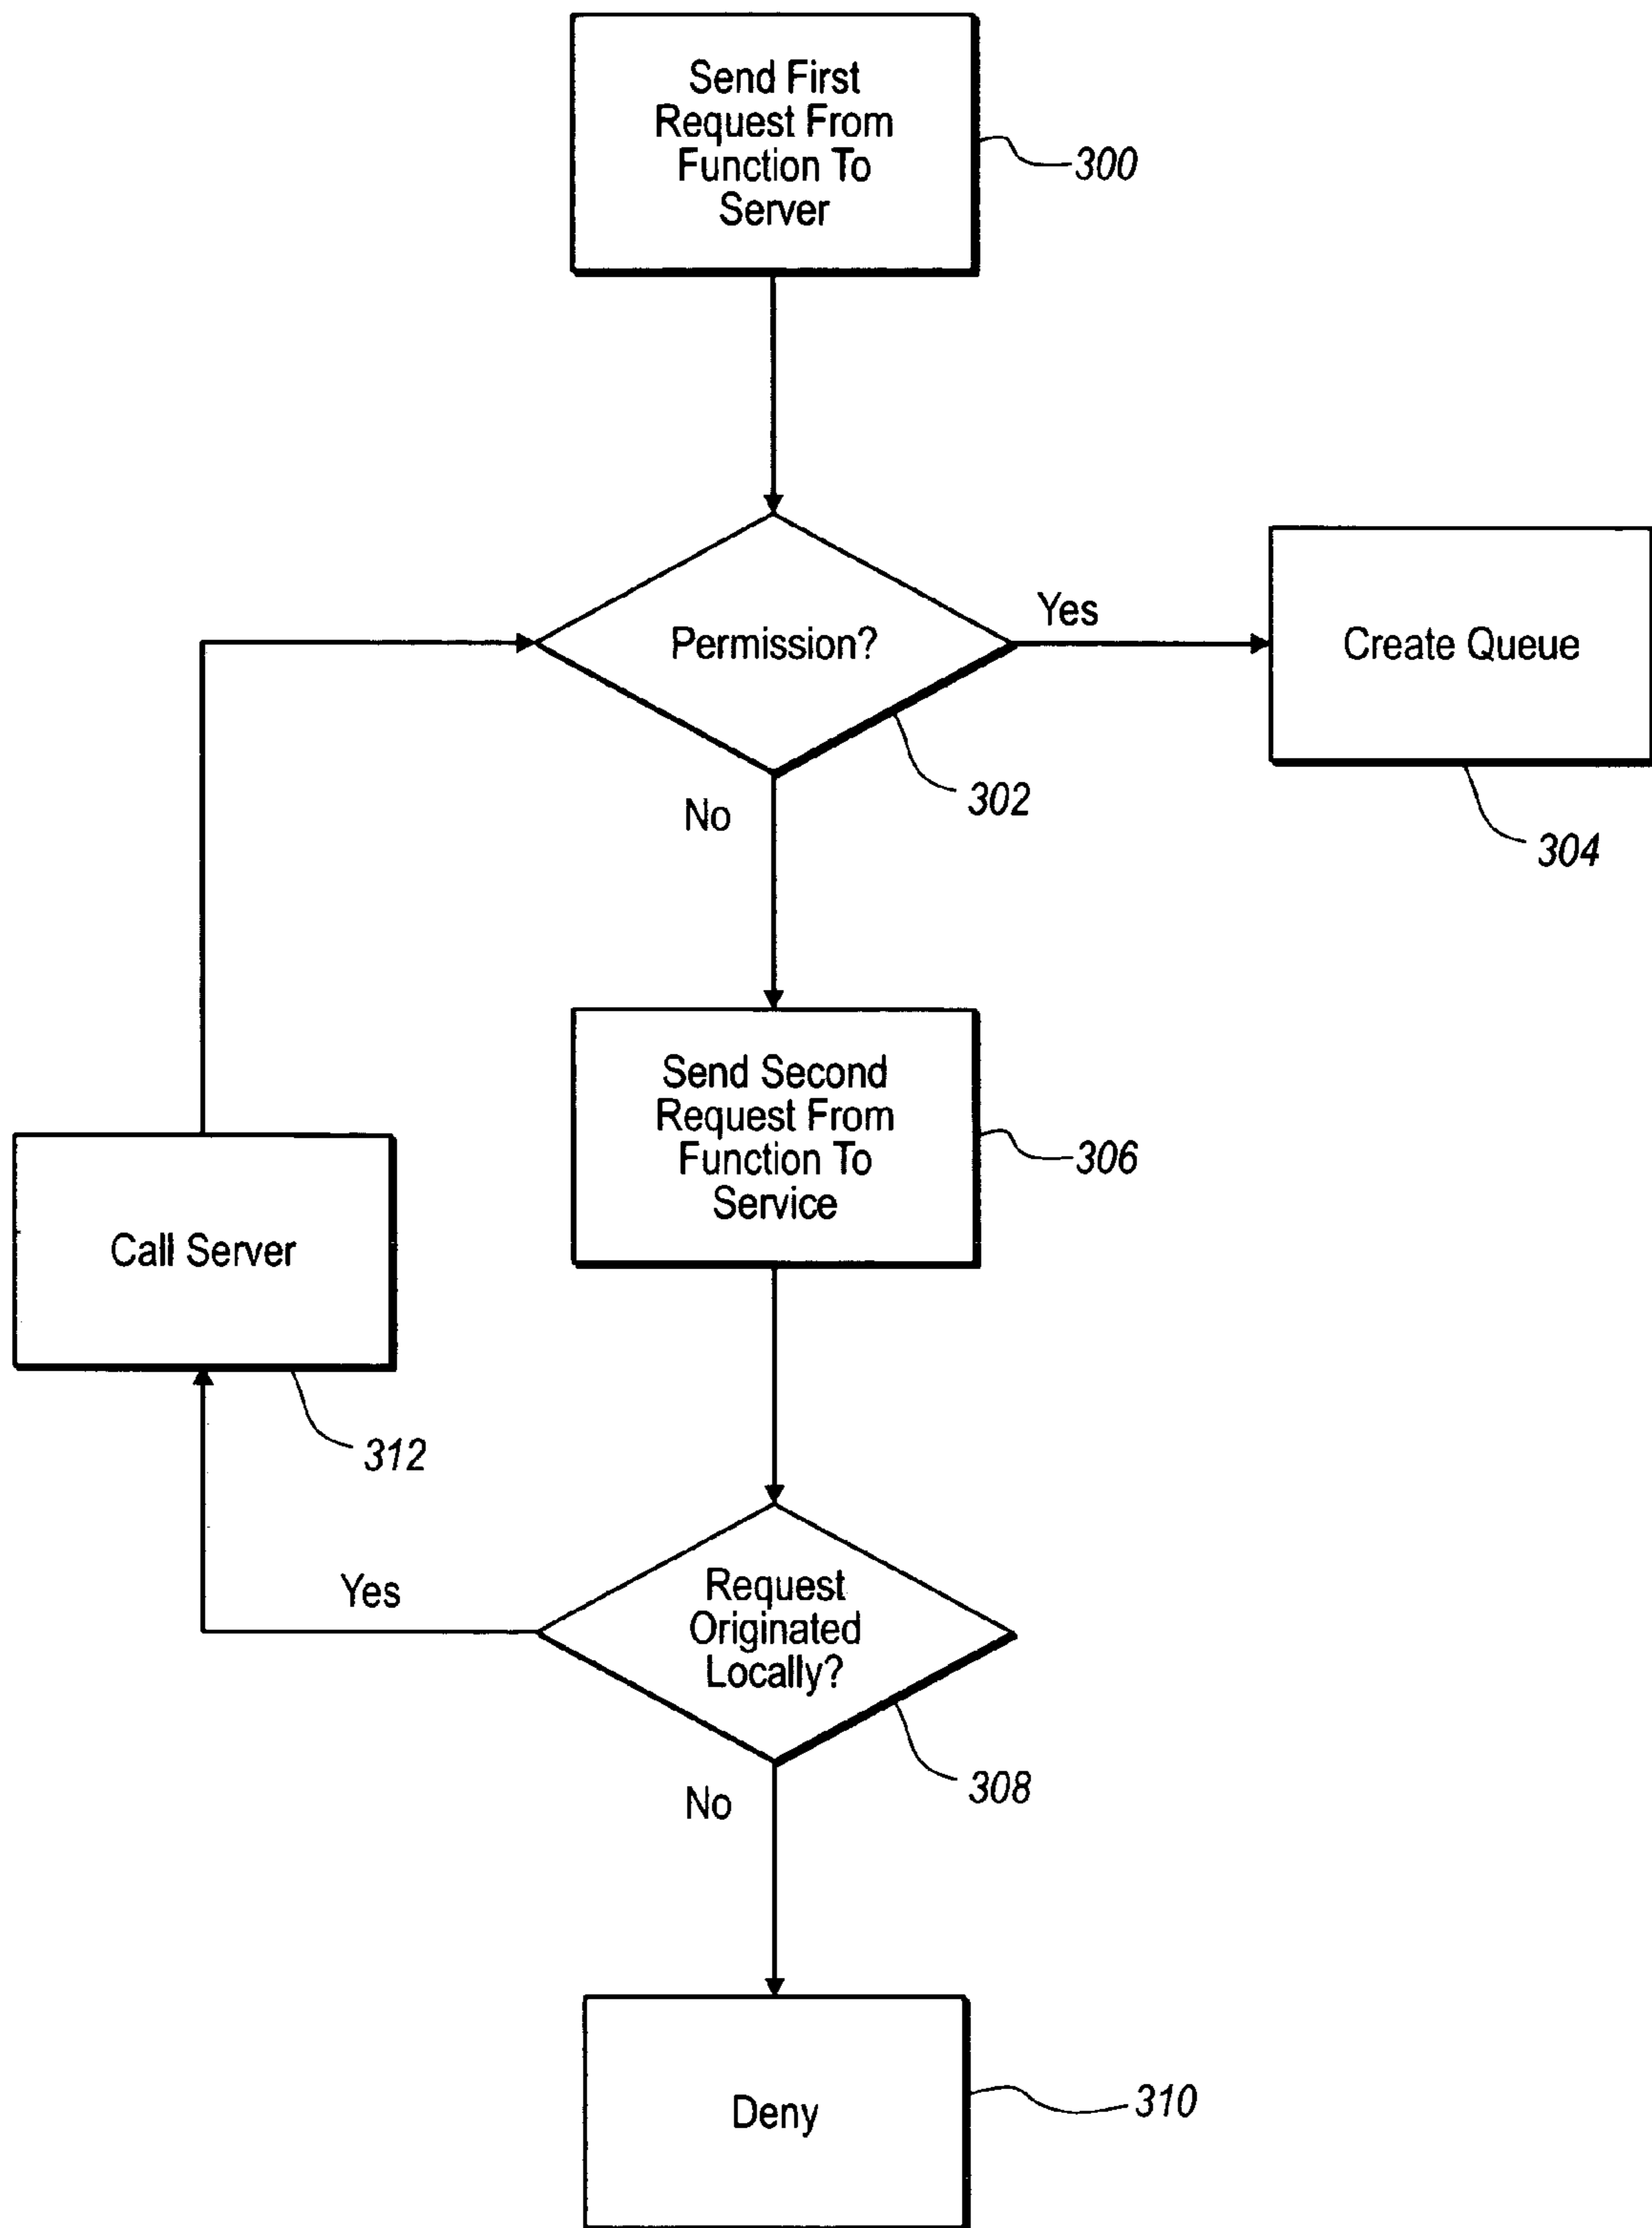 Send First
Request From
Function To
Server
300
Permission?
Yes
Create Queue
302
304
No
Send Second
Request From
Function To
Service
306
Call Server
312
Yes
Request
Originated
Locally?
308
No
Deny
310